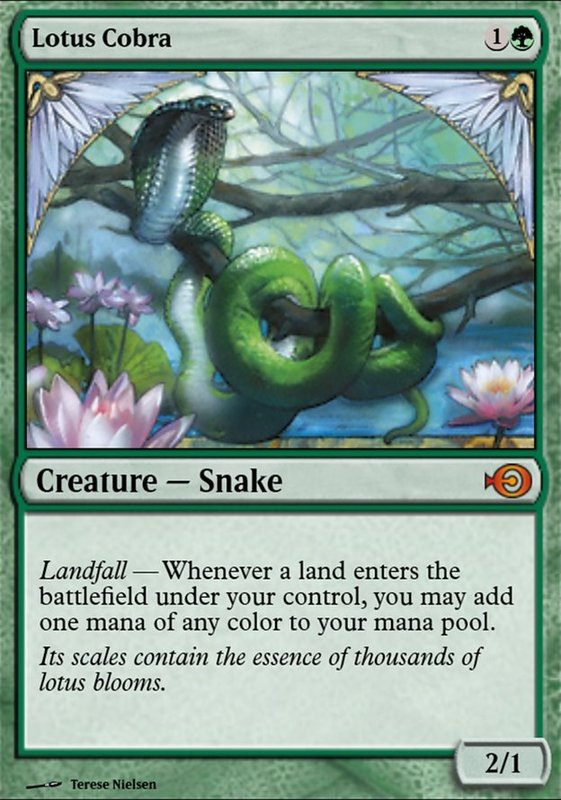 Lotus Cobra 1
Creature — Snake
Landfall — Whenever a land enters the
battlefield under your control, you may add
one mana of any color to your mana pool.
Its scales contain the essence of thousands of
lotus blooms.
2/1
Terese Nielsen